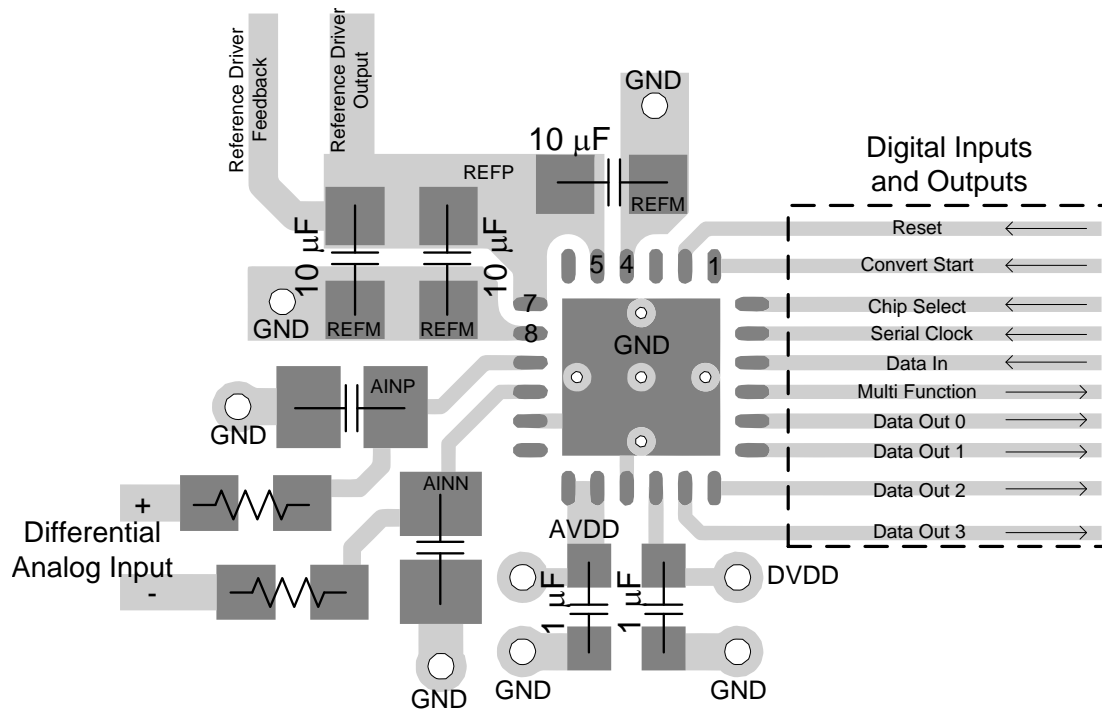 Reference Driver
Feedback
Reference Driver
Output
GND
10 µF
REFP
REFM
10 µF
10 µF
REFM
REFM
GND
5
4
1
7
8
GND
Digital Inputs
and Outputs
Reset
Convert Start
Chip Select
Serial Clock
Data In
Multi Function
Data Out 0
Data Out 1
Data Out 2
Data Out 3
AINP
GND
+
Differential
Analog Input
-
AINN
GND
AVDD
DVDD
1 µF
1 µF
GND
GND